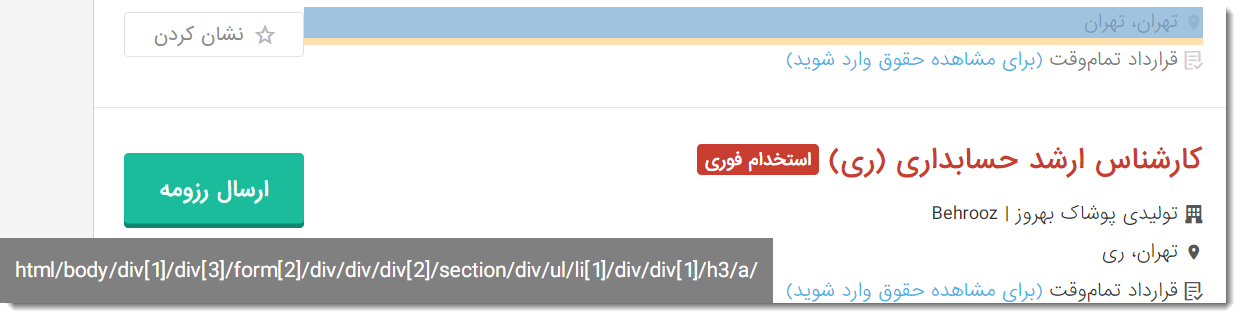 تهران، تهران
نشان کردن
قرارداد تمام‌وقت (برای مشاهده حقوق وارد شوید)
کارشناس ارشد حسابداری (ری) استخدام فوری
ارسال رزومه
تولیدی پوشاک بهروز | Behrooz
تهران، ری
html/body/div[1]/div[3]/form[2]/div/div/div[2]/section/div/ul/li[1]/div/div[1]/h3/a/
قرارداد تمام‌وقت (برای مشاهده حقوق وارد شوید)